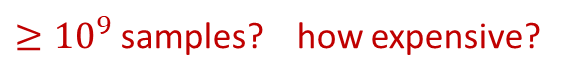 ≥ 10⁹ samples? how expensive?